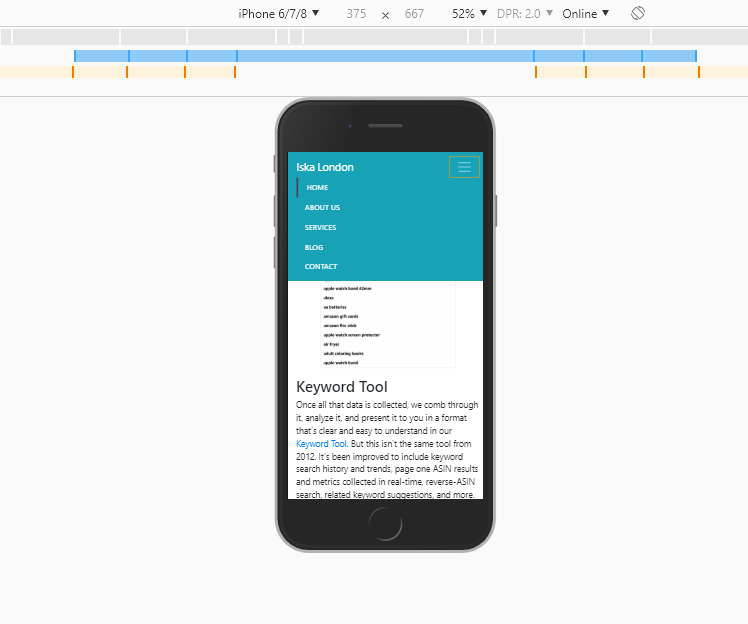 iPhone 6/7/8 ▼ 375 × 667 52% ▼ DPR: 2.0 ▼ Online ▼
Iska London
HOME
ABOUT US
SERVICES
BLOG
CONTACT
apple watch band 42mm
alexa
aa batteries
amazon gift cards
amazon fire stick
apple watch screen protector
air fryer
adult coloring books
apple watch band
Keyword Tool
Once all that data is collected, we comb through
it, analyze it, and present it to you in a format
that's clear and easy to understand in our
Keyword Tool. But this isn't the same tool from
2012. It's been improved to include keyword
search history and trends, page one ASIN results
and metrics collected in real-time, reverse-ASIN
search, related keyword suggestions, and more.